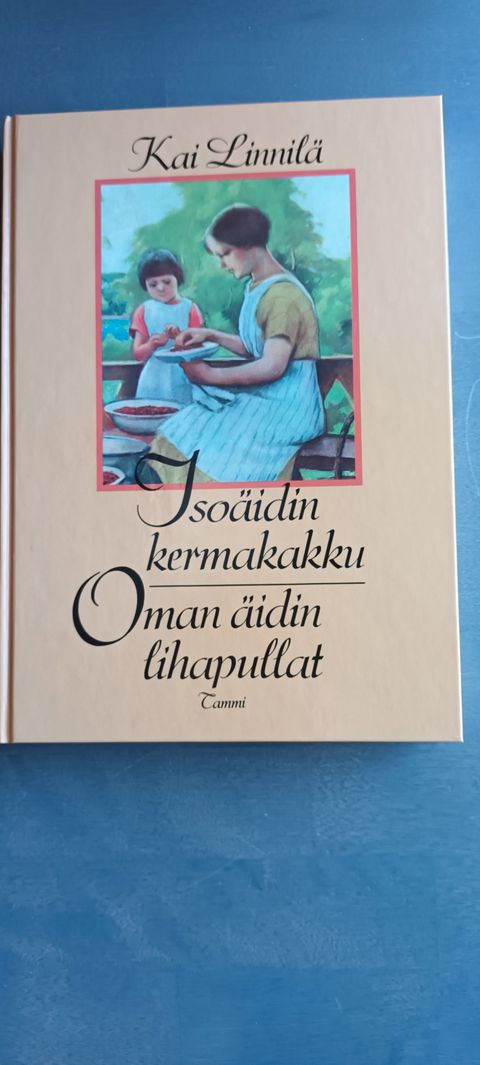 Kai Linnilä
Isoäidin
kermakakku
Oman äidin
lihapullat
Tammi